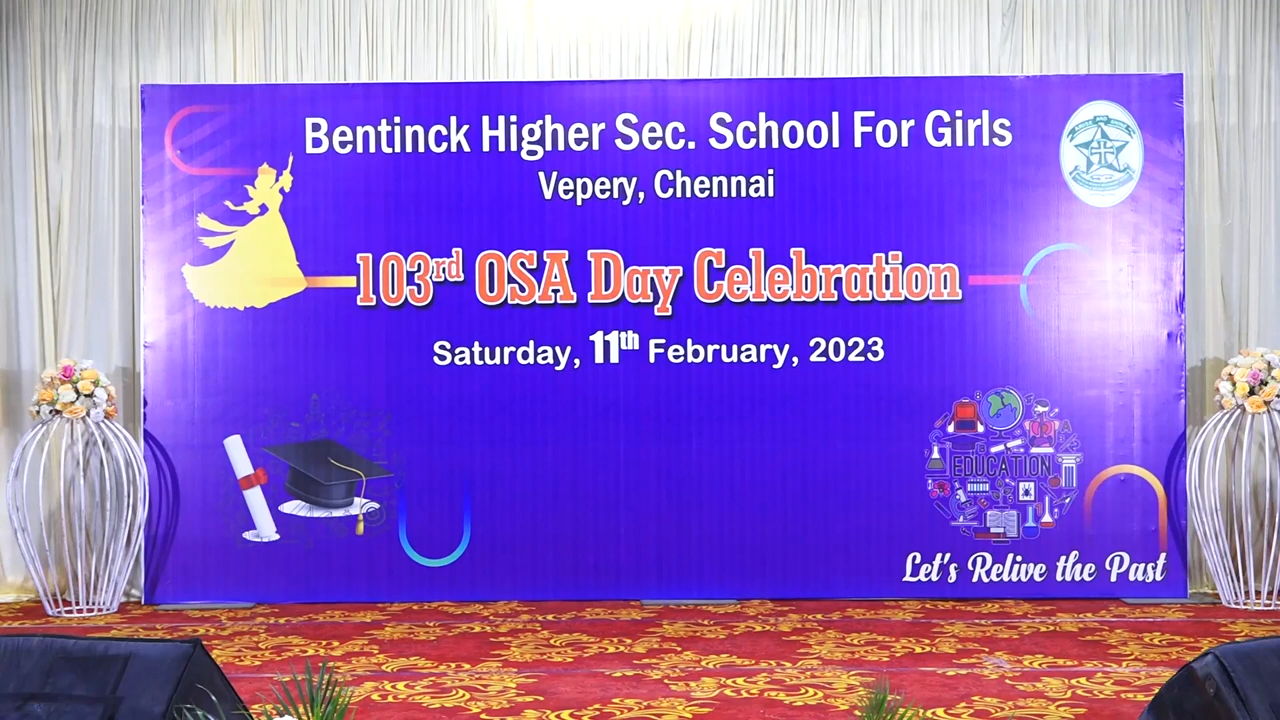 Bentinck Higher Sec. School For Girls
Vepery, Chennai
103rd OSA Day Celebration
Saturday, 11th February, 2023
EDUCATION
Let's Relive the Past